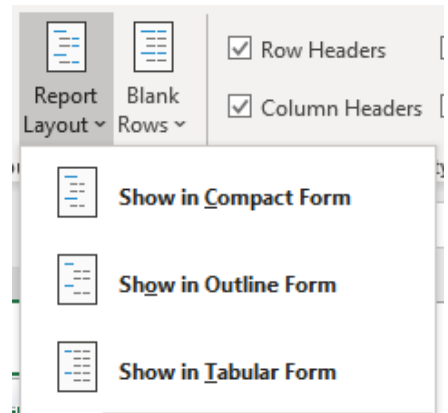 Report Layout
Blank Rows
Row Headers
Column Headers
Show in Compact Form
Show in Outline Form
Show in Tabular Form